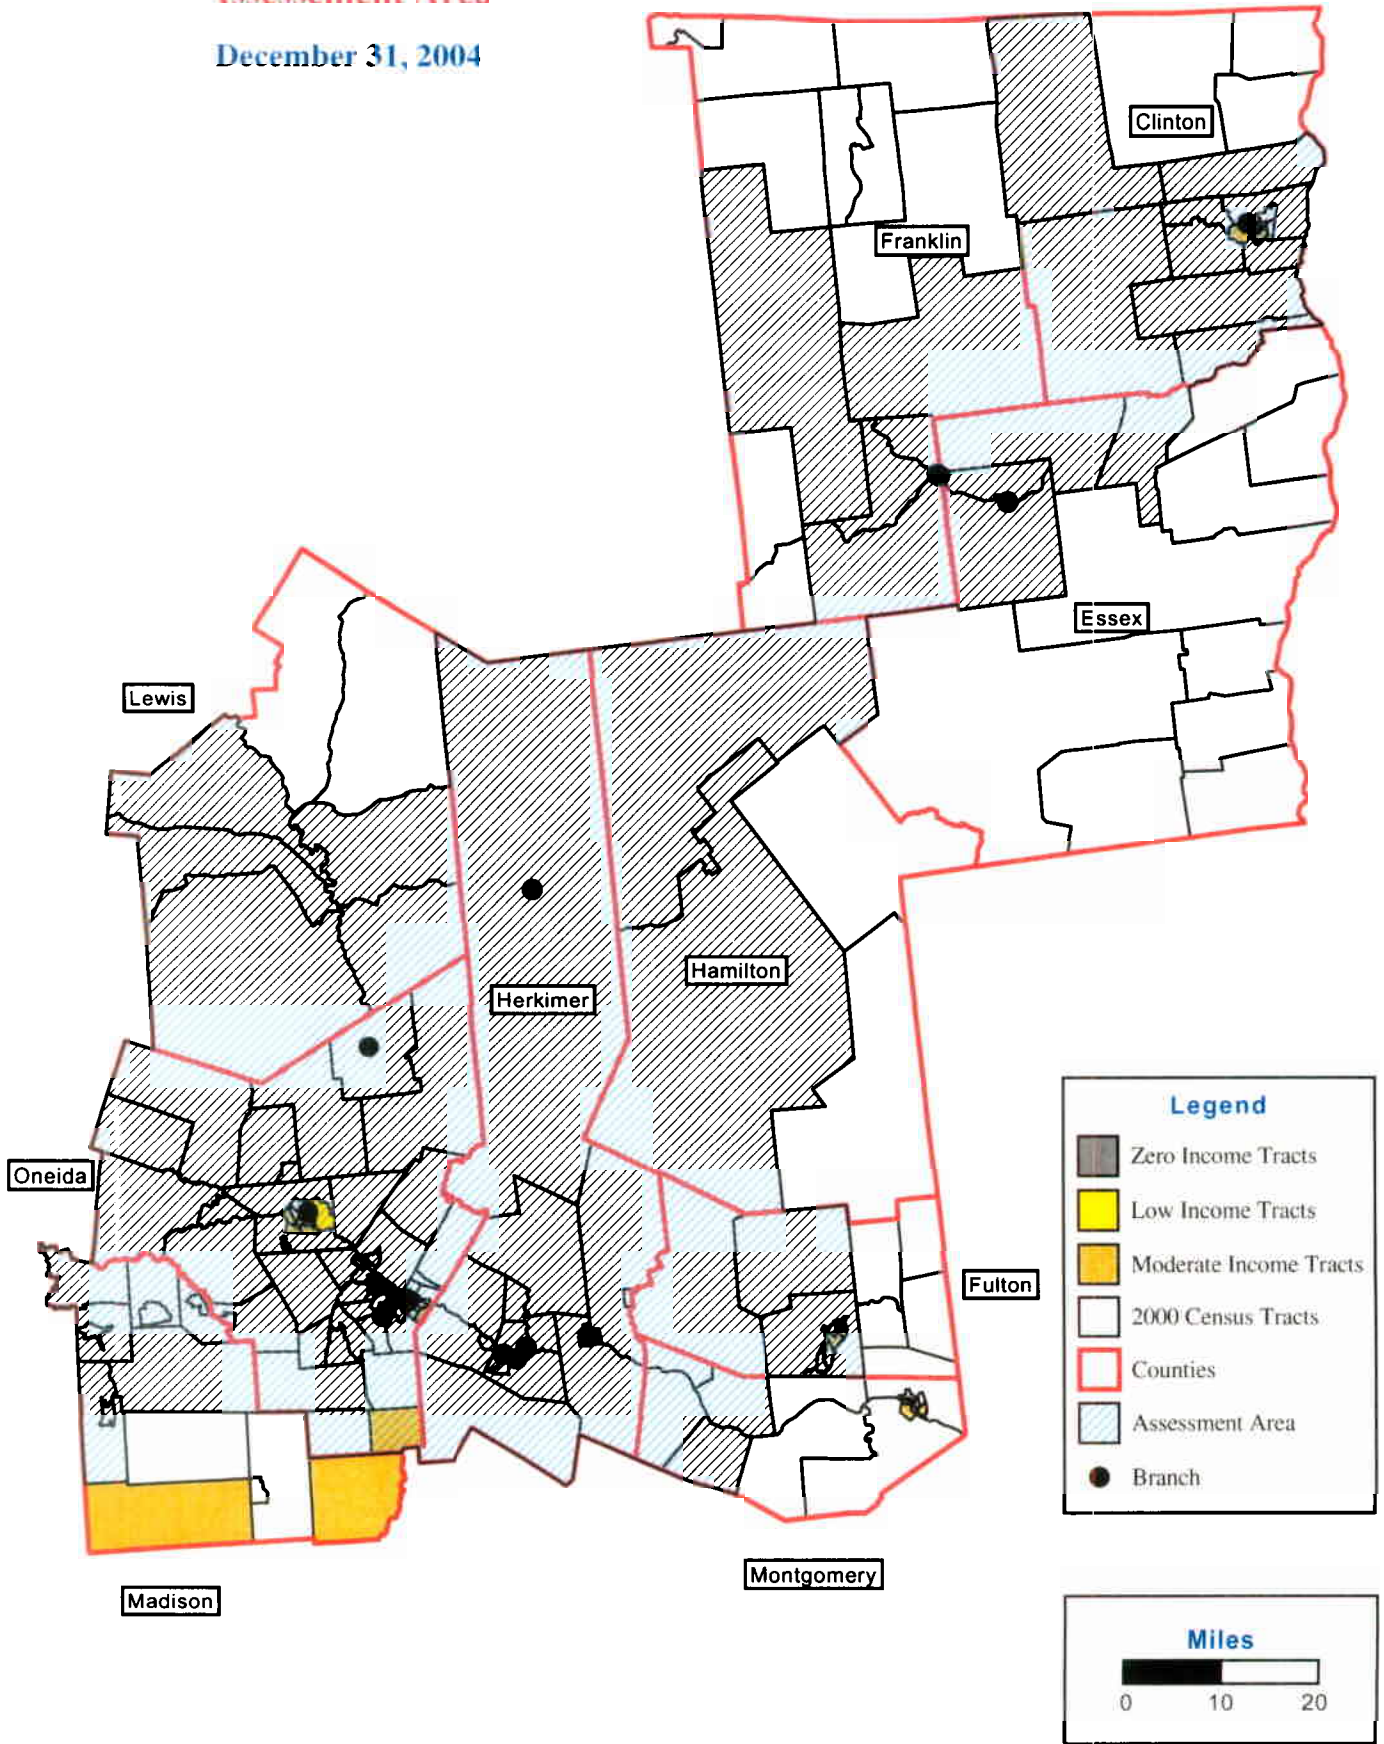 December 31, 2004
Clinton
Franklin
Essex
Lewis
Hamilton
Herkimer
Oneida
Fulton
Montgomery
Madison
Legend
Zero Income Tracts
Low Income Tracts
Moderate Income Tracts
2000 Census Tracts
Counties
Assessment Area
Branch
Miles
0 10 20